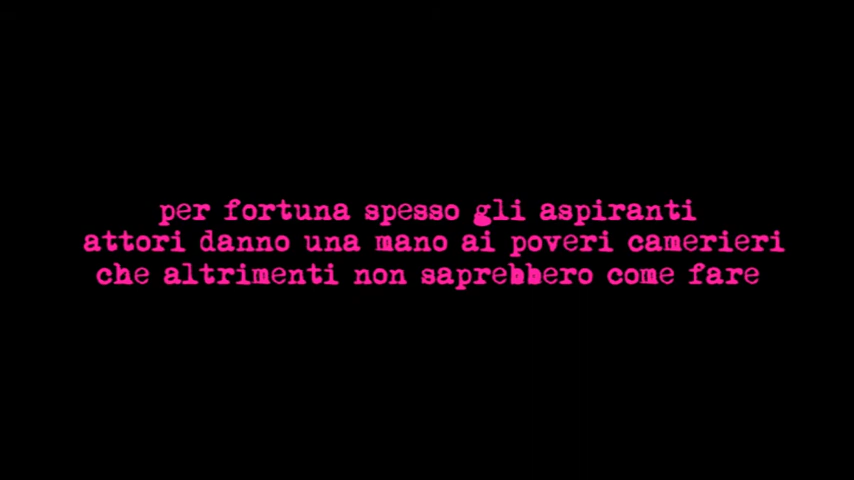 per fortuna spesso gli aspiranti
attori danno una mano ai poveri camerieri
che altrimenti non saprebbero come fare